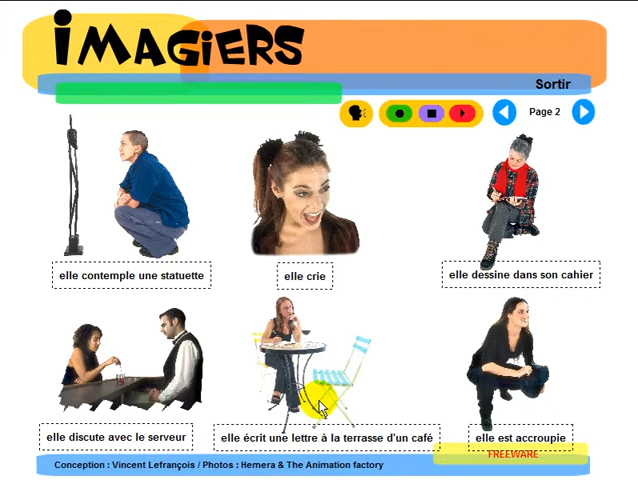 iMAGiERS
Sortir
Page 2
elle contemple une statuette
elle crie
elle dessine dans son cahier
elle discute avec le serveur
elle écrit une lettre à la terrasse d'un café
elle est accroupie
FREEWARE
Conception : Vincent Lefrançois / Photos : Hemera & The Animation factory